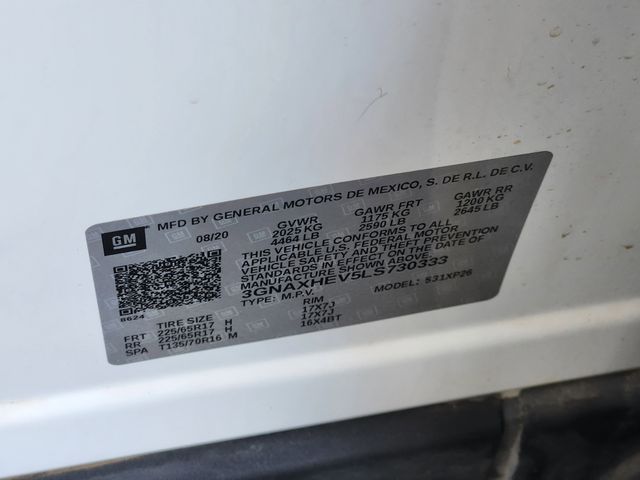 GM
MFD BY GENERAL MOTORS DE MEXICO, S. DE R.L. DE C.V.
08/20 GVWR GAWR FRT GAWR RR
2025 KG 1175 KG 1200 KG
4464 LB 2590 LB 2645 LB
THIS VEHICLE CONFORMS TO ALL
APPLICABLE U.S. FEDERAL MOTOR
VEHICLE SAFETY AND THEFT PREVENTION
STANDARDS IN EFFECT ON THE DATE OF
MANUFACTURE SHOWN ABOVE.
3GNAXHEV5LS730333
TYPE: M.P.V. MODEL: S31XP26
8624
TIRE SIZE RIM
FRT 225/65R17 H 17X7J
RR 225/65R17 H 17X7J
SPA T135/70R16 M 16X4BT